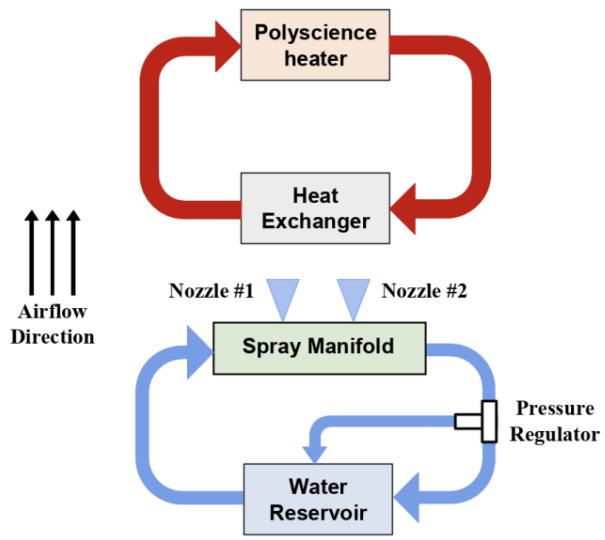 Polyscience
heater
Heat
Exchanger
Nozzle #1
Nozzle #2
Airflow
Direction
Spray Manifold
Pressure
Regulator
Water
Reservoir